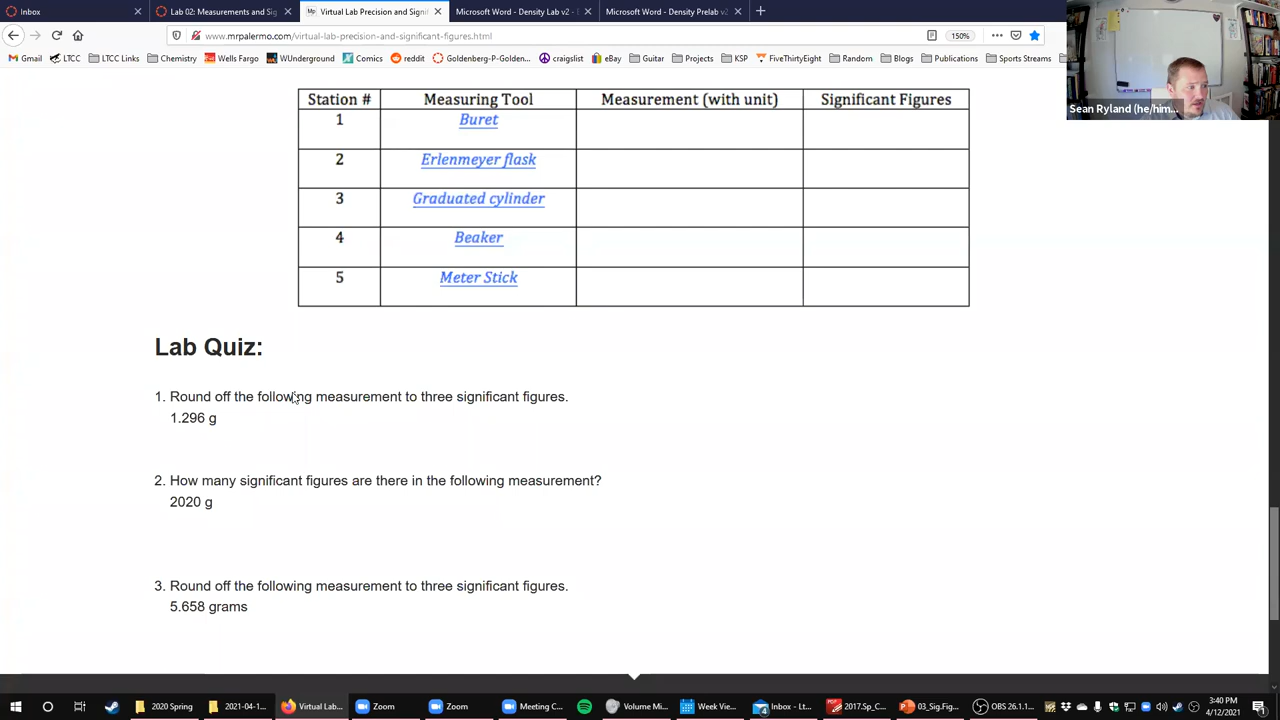 Inbox
Lab 02: Measurements and Sig
Virtual Lab Precision and Signifi
Microsoft Word - Density Lab v2 -
Microsoft Word - Density Prelab v2
www.mrpalermo.com/virtual-lab-precision-and-significant-figures.html
150%
Gmail
LTCC
LTCC Links
Chemistry
Wells Fargo
WUnderground
Comics
reddit
Goldenberg-P-Golden...
craigslist
eBay
Guitar
Projects
KSP
FiveThirtyEight
Random
Blogs
Publications
Sports Streams
Sean Ryland (he/him...
Station # Measuring Tool Measurement (with unit) Significant Figures
1 Buret
2 Erlenmeyer flask
3 Graduated cylinder
4 Beaker
5 Meter Stick
Lab Quiz:
1. Round off the following measurement to three significant figures.
1.296 g
2. How many significant figures are there in the following measurement?
2020 g
3. Round off the following measurement to three significant figures.
5.658 grams
2020 Spring
2021-04-1...
Virtual Lab...
Zoom
Zoom
Meeting C...
Volume Mi...
Week View...
Inbox - Lt...
2017.Sp_C...
03_Sig.Fig...
OBS 26.1.1...
3:40 PM
4/12/2021